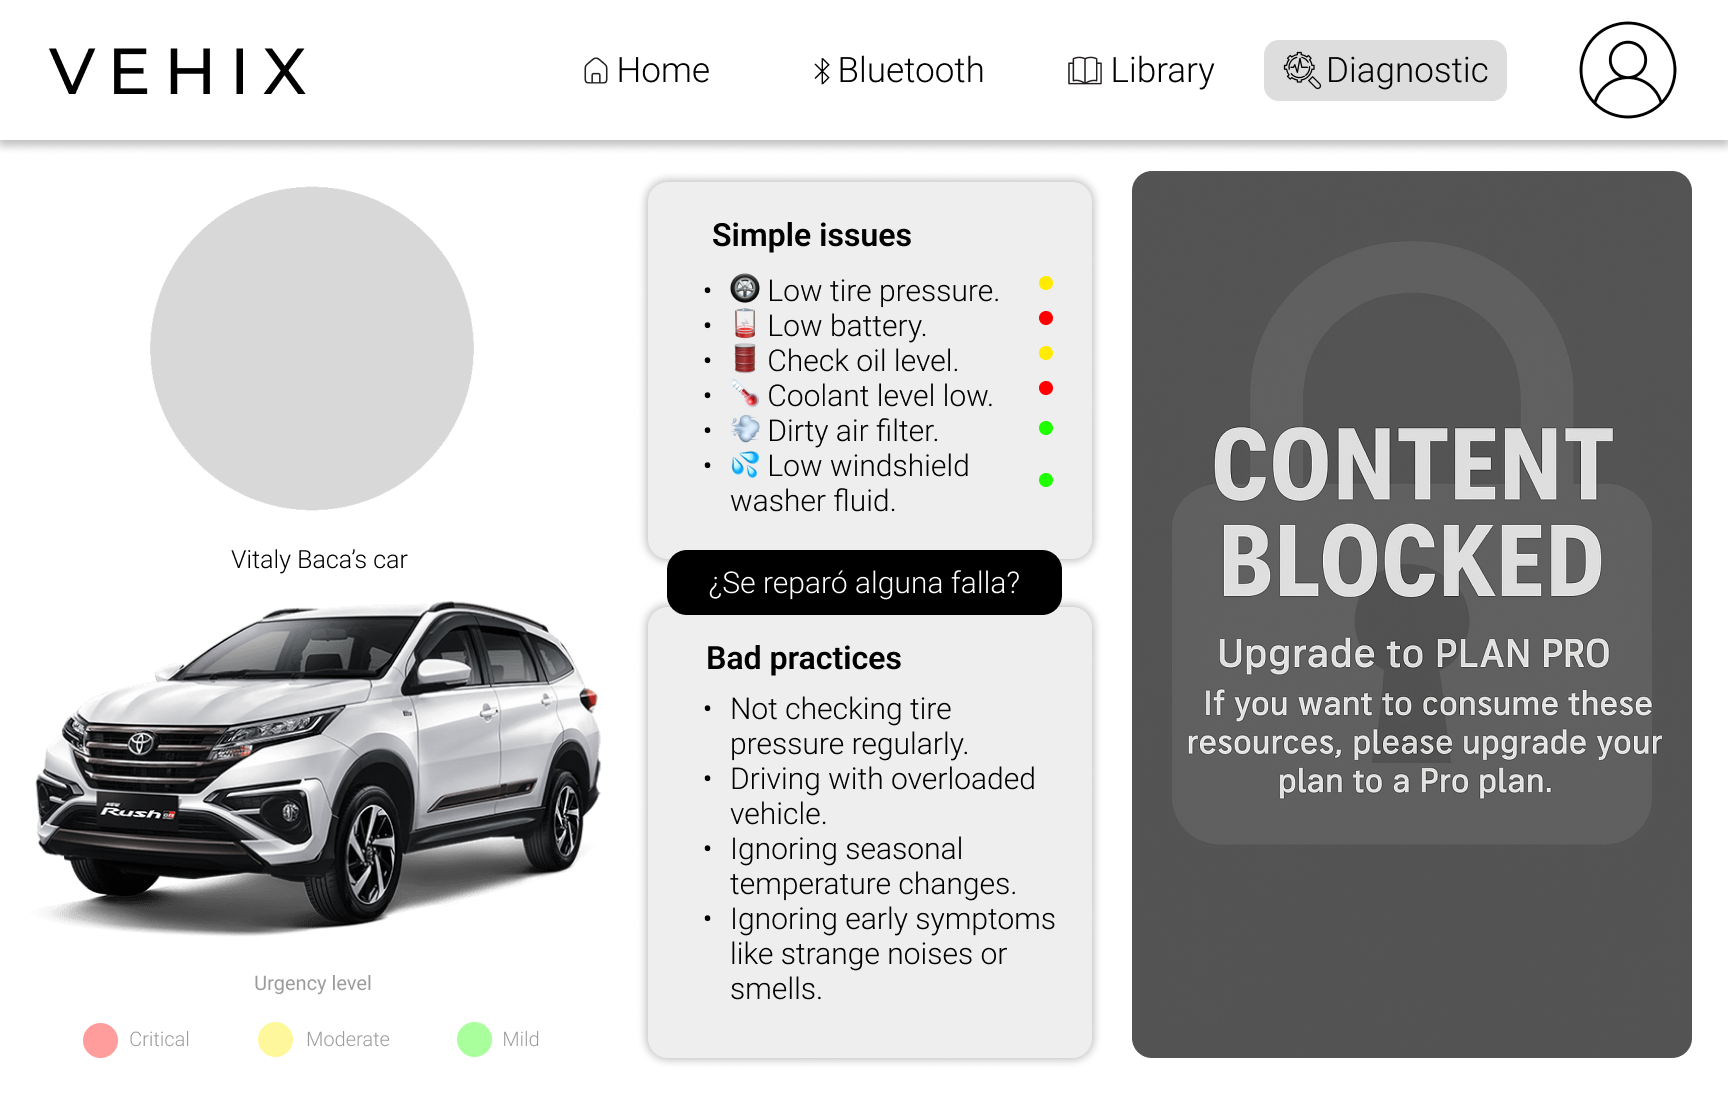 VEHIX
Home
Bluetooth
Library
Diagnostic
Vitaly Baca’s car
Rush
Urgency level
Critical
Moderate
Mild
Simple issues
• Low tire pressure.
• Low battery.
• Check oil level.
• Coolant level low.
• Dirty air filter.
• Low windshield
washer fluid.
¿Se reparó alguna falla?
Bad practices
• Not checking tire
pressure regularly.
• Driving with overloaded
vehicle.
• Ignoring seasonal
temperature changes.
• Ignoring early symptoms
like strange noises or
smells.
CONTENT
BLOCKED
Upgrade to PLAN PRO
If you want to consume these
resources, please upgrade your
plan to a Pro plan.